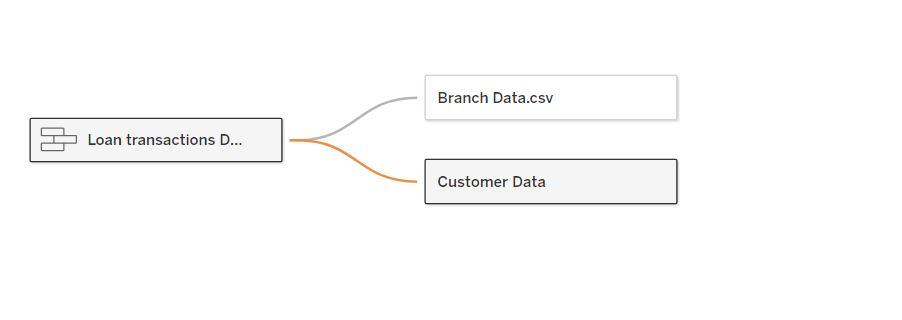 Branch Data.csv
Loan transactions D...
Customer Data